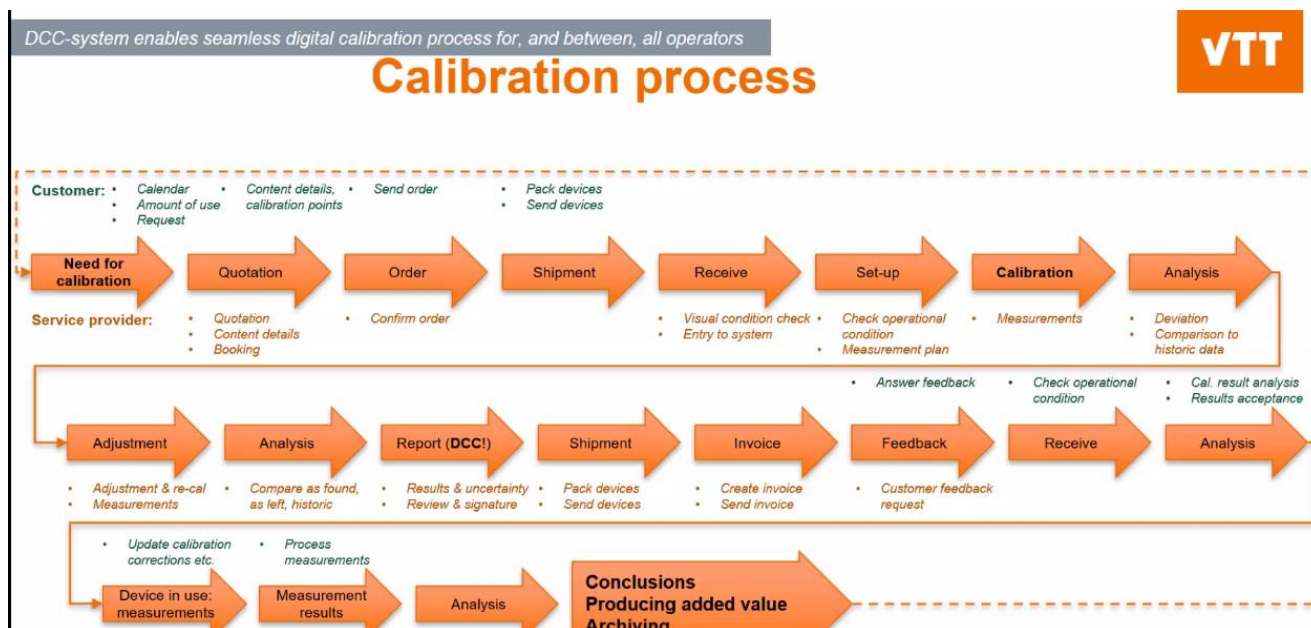 DCC-system enables seamless digital calibration process for, and between, all operators
VTT
Calibration process
Customer:
• Calendar
• Amount of use
• Request
• Content details,
calibration points
• Send order
• Pack devices
• Send devices
Need for
calibration
Quotation
Order
Shipment
Receive
Set-up
Calibration
Analysis
Service provider:
• Quotation
• Content details
• Booking
• Confirm order
• Visual condition check
• Entry to system
• Check operational
condition
• Measurement plan
• Measurements
• Deviation
• Comparison to
historic data
• Answer feedback
• Check operational
condition
• Cal. result analysis
• Results acceptance
Adjustment
Analysis
Report (DCC!)
Shipment
Invoice
Feedback
Receive
Analysis
• Adjustment & re-cal
• Measurements
• Compare as found,
as left, historic
• Results & uncertainty
• Review & signature
• Pack devices
• Send devices
• Create invoice
• Send invoice
• Customer feedback
request
• Update calibration
corrections etc.
• Process
measurements
Device in use:
measurements
Measurement
results
Analysis
Conclusions
Producing added value
Archiving